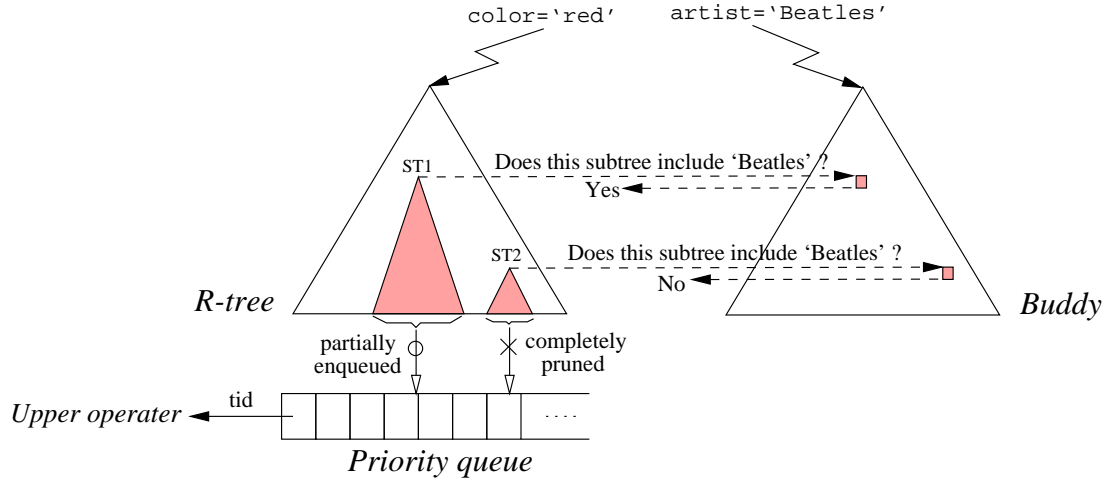 color=‘red’
artist=‘Beatles’
ST1
Does this subtree include ‘Beatles’ ?
Yes
ST2
Does this subtree include ‘Beatles’ ?
No
R-tree
Buddy
partially
enqueued
completely
pruned
Upper operater
tid
....
Priority queue